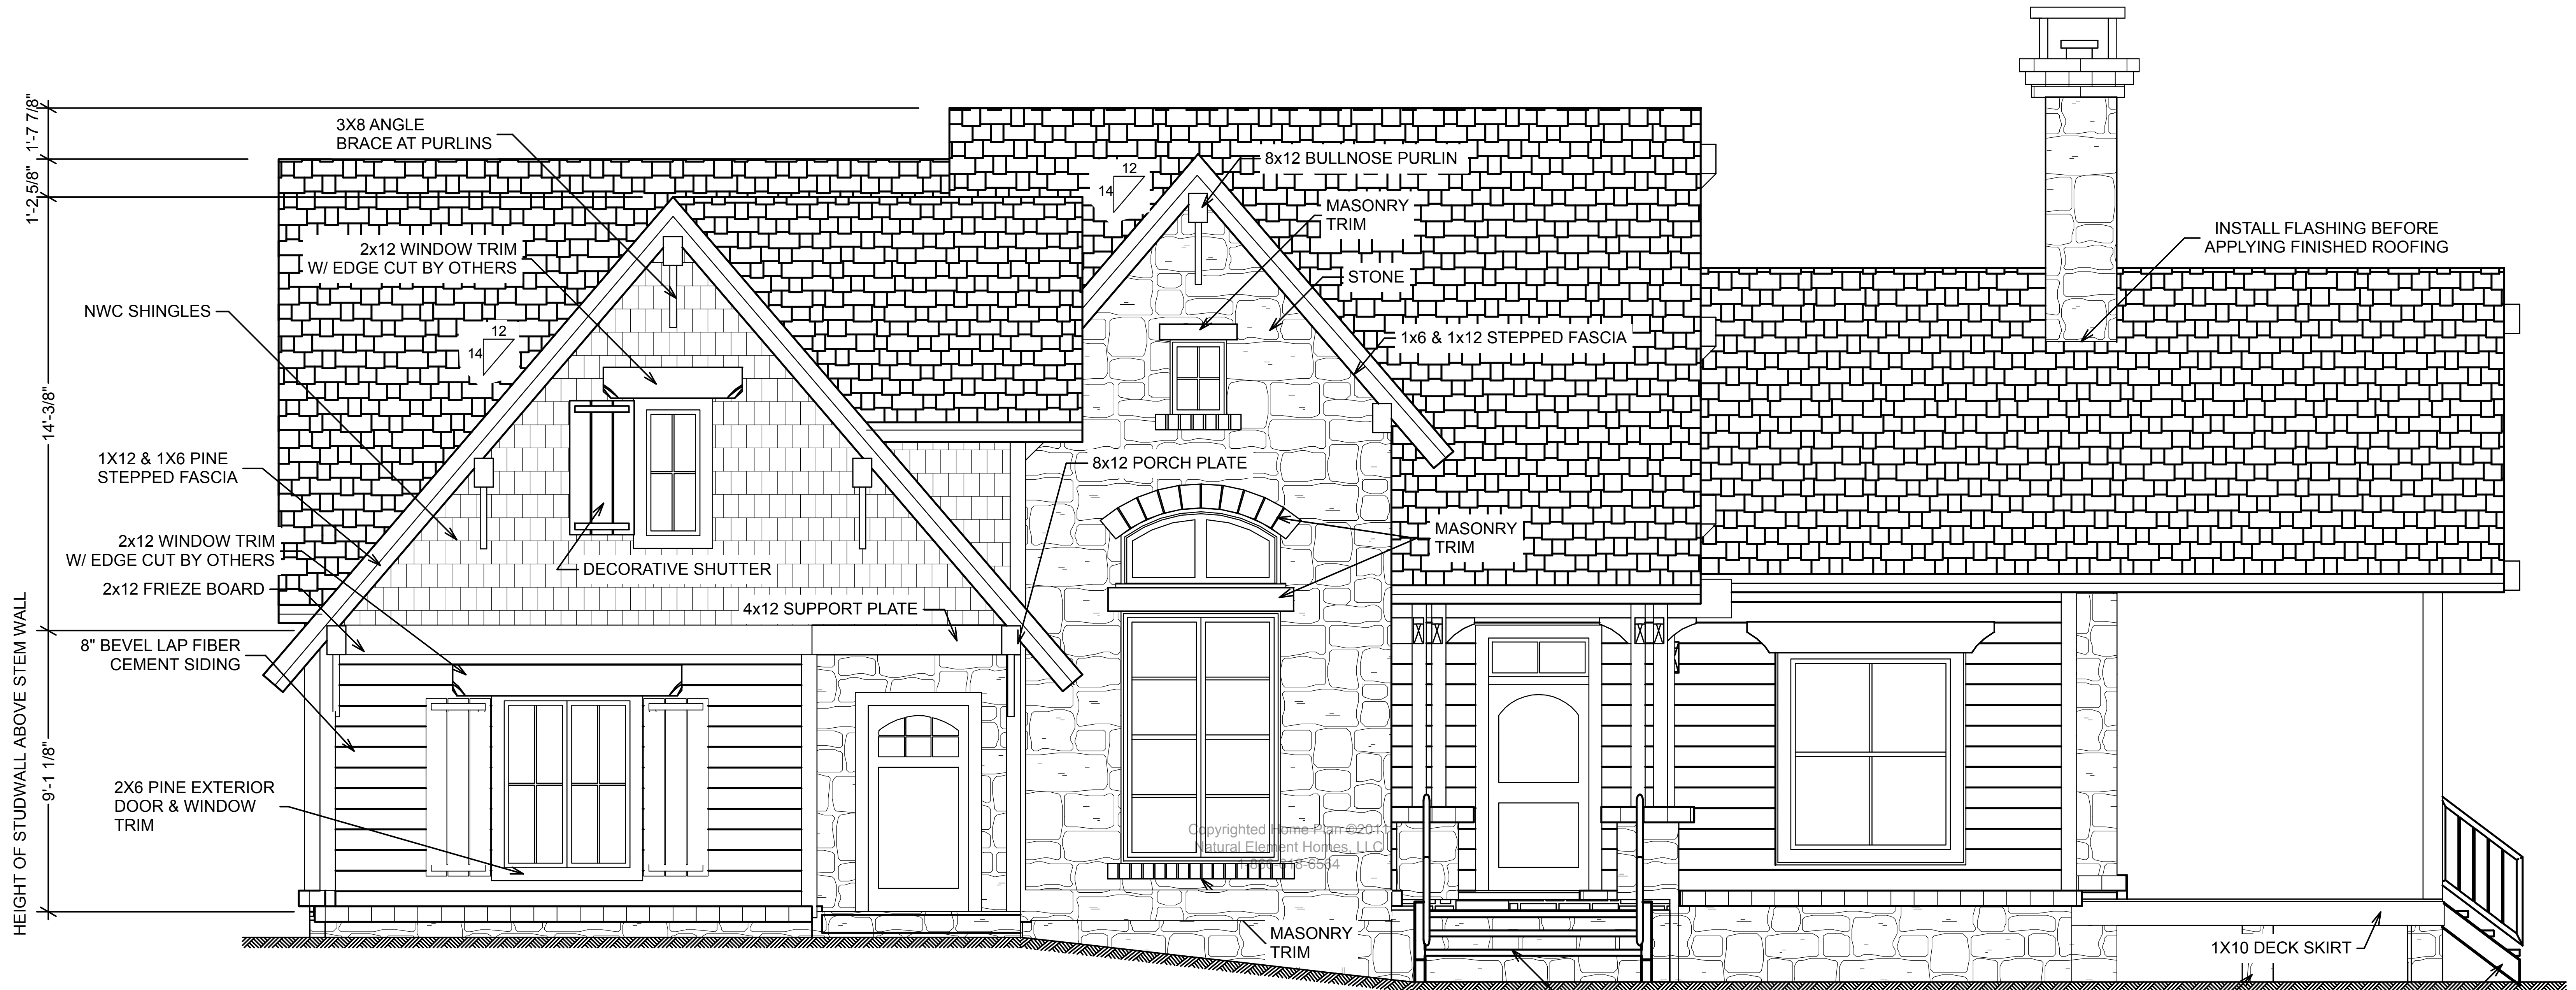 1'-7 7/8"
1'-2 5/8"
14'-3/8"
9'-1 1/8"
HEIGHT OF STUDWALL ABOVE STEM WALL
3X8 ANGLE
BRACE AT PURLINS
2x12 WINDOW TRIM
W/ EDGE CUT BY OTHERS
NWC SHINGLES
12
14
1X12 & 1X6 PINE
STEPPED FASCIA
2x12 WINDOW TRIM
W/ EDGE CUT BY OTHERS
2x12 FRIEZE BOARD
8" BEVEL LAP FIBER
CEMENT SIDING
2X6 PINE EXTERIOR
DOOR & WINDOW
TRIM
DECORATIVE SHUTTER
4x12 SUPPORT PLATE
8x12 PORCH PLATE
12
14
8x12 BULLNOSE PURLIN
MASONRY
TRIM
STONE
1x6 & 1x12 STEPPED FASCIA
MASONRY
TRIM
INSTALL FLASHING BEFORE
APPLYING FINISHED ROOFING
Copyrighted Home Plan ©201
Natural Element Homes, LLC
MASONRY
TRIM
1X10 DECK SKIRT